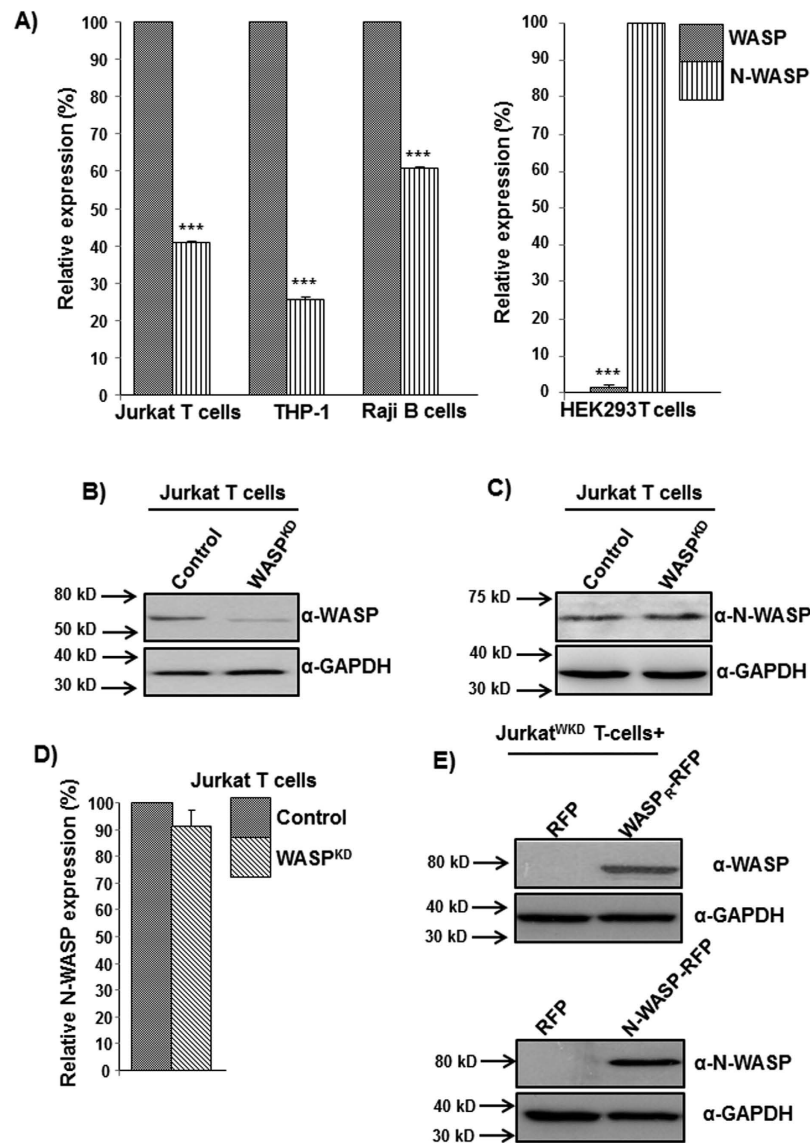 A)
Relative expression (%)
100
90
80
70
60
50
40
30
20
10
0
***
***
***
Jurkat T cells
THP-1
Raji B cells
Relative expression (%)
100
90
80
70
60
50
40
30
20
10
0
***
HEK293T cells
WASP
N-WASP
B)
Jurkat T cells
Control
WASPKD
80 kD
50 kD
α-WASP
40 kD
30 kD
α-GAPDH
C)
Jurkat T cells
Control
WASPKD
75 kD
α-N-WASP
40 kD
30 kD
α-GAPDH
D)
Jurkat T cells
Relative N-WASP expression (%)
100
90
80
70
60
50
40
30
20
10
0
Control
WASPKD
E)
JurkatWKD T-cells+
RFP
WASPR-RFP
80 kD
α-WASP
40 kD
30 kD
α-GAPDH
RFP
N-WASP-RFP
80 kD
α-N-WASP
40 kD
30 kD
α-GAPDH